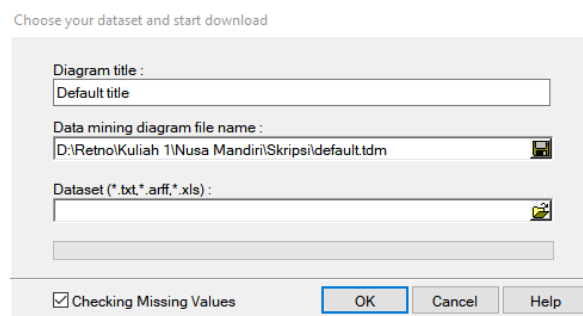 Choose your dataset and start download
Diagram title :
Default title
Data mining diagram file name :
D:\Retno\Kuliah 1\Nusa Mandiri\Skripsi\default.tdm
Dataset (*.txt,*.arff,*.xls) :
Checking Missing Values
OK
Cancel
Help